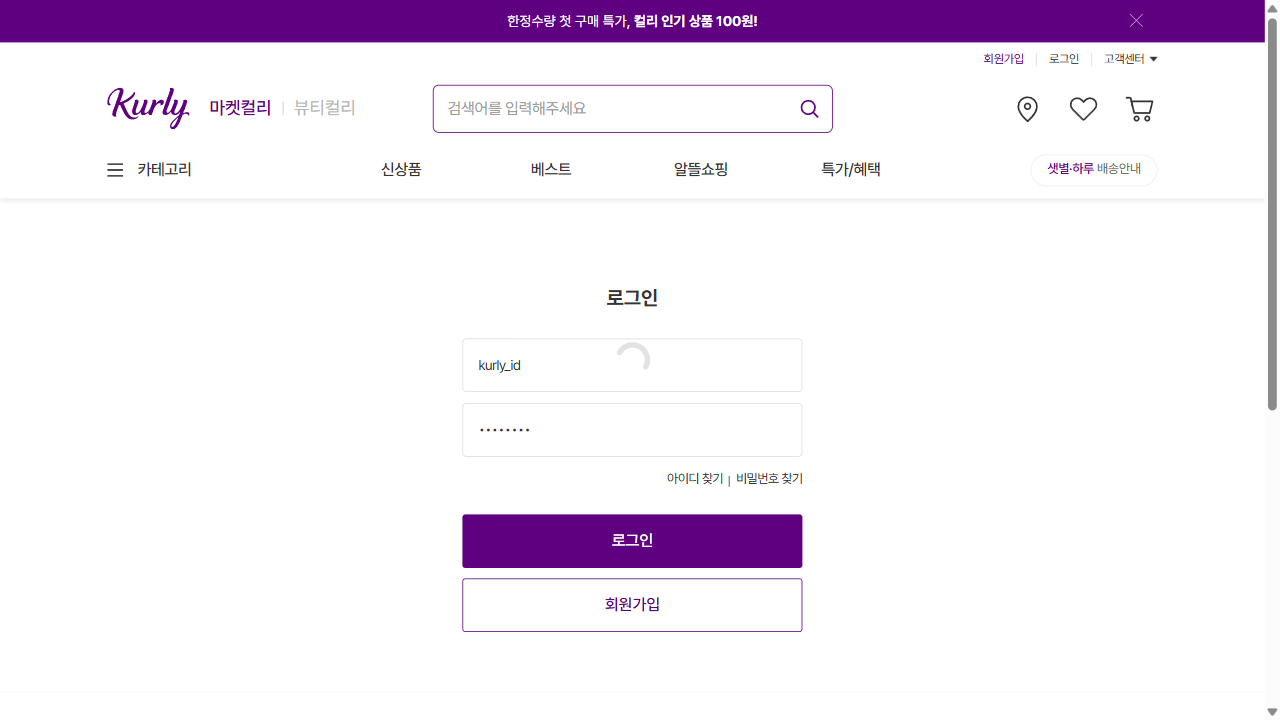 한정수량 첫 구매 특가, 컬리 인기 상품 100원!
회원가입 로그인 고객센터
Kurly 마켓컬리 뷰티컬리 검색어를 입력해주세요
카테고리 신상품 베스트 알뜰쇼핑 특가/혜택 샛별·하루 배송안내
로그인
kurly_id
••••••••
아이디 찾기 | 비밀번호 찾기
로그인
회원가입